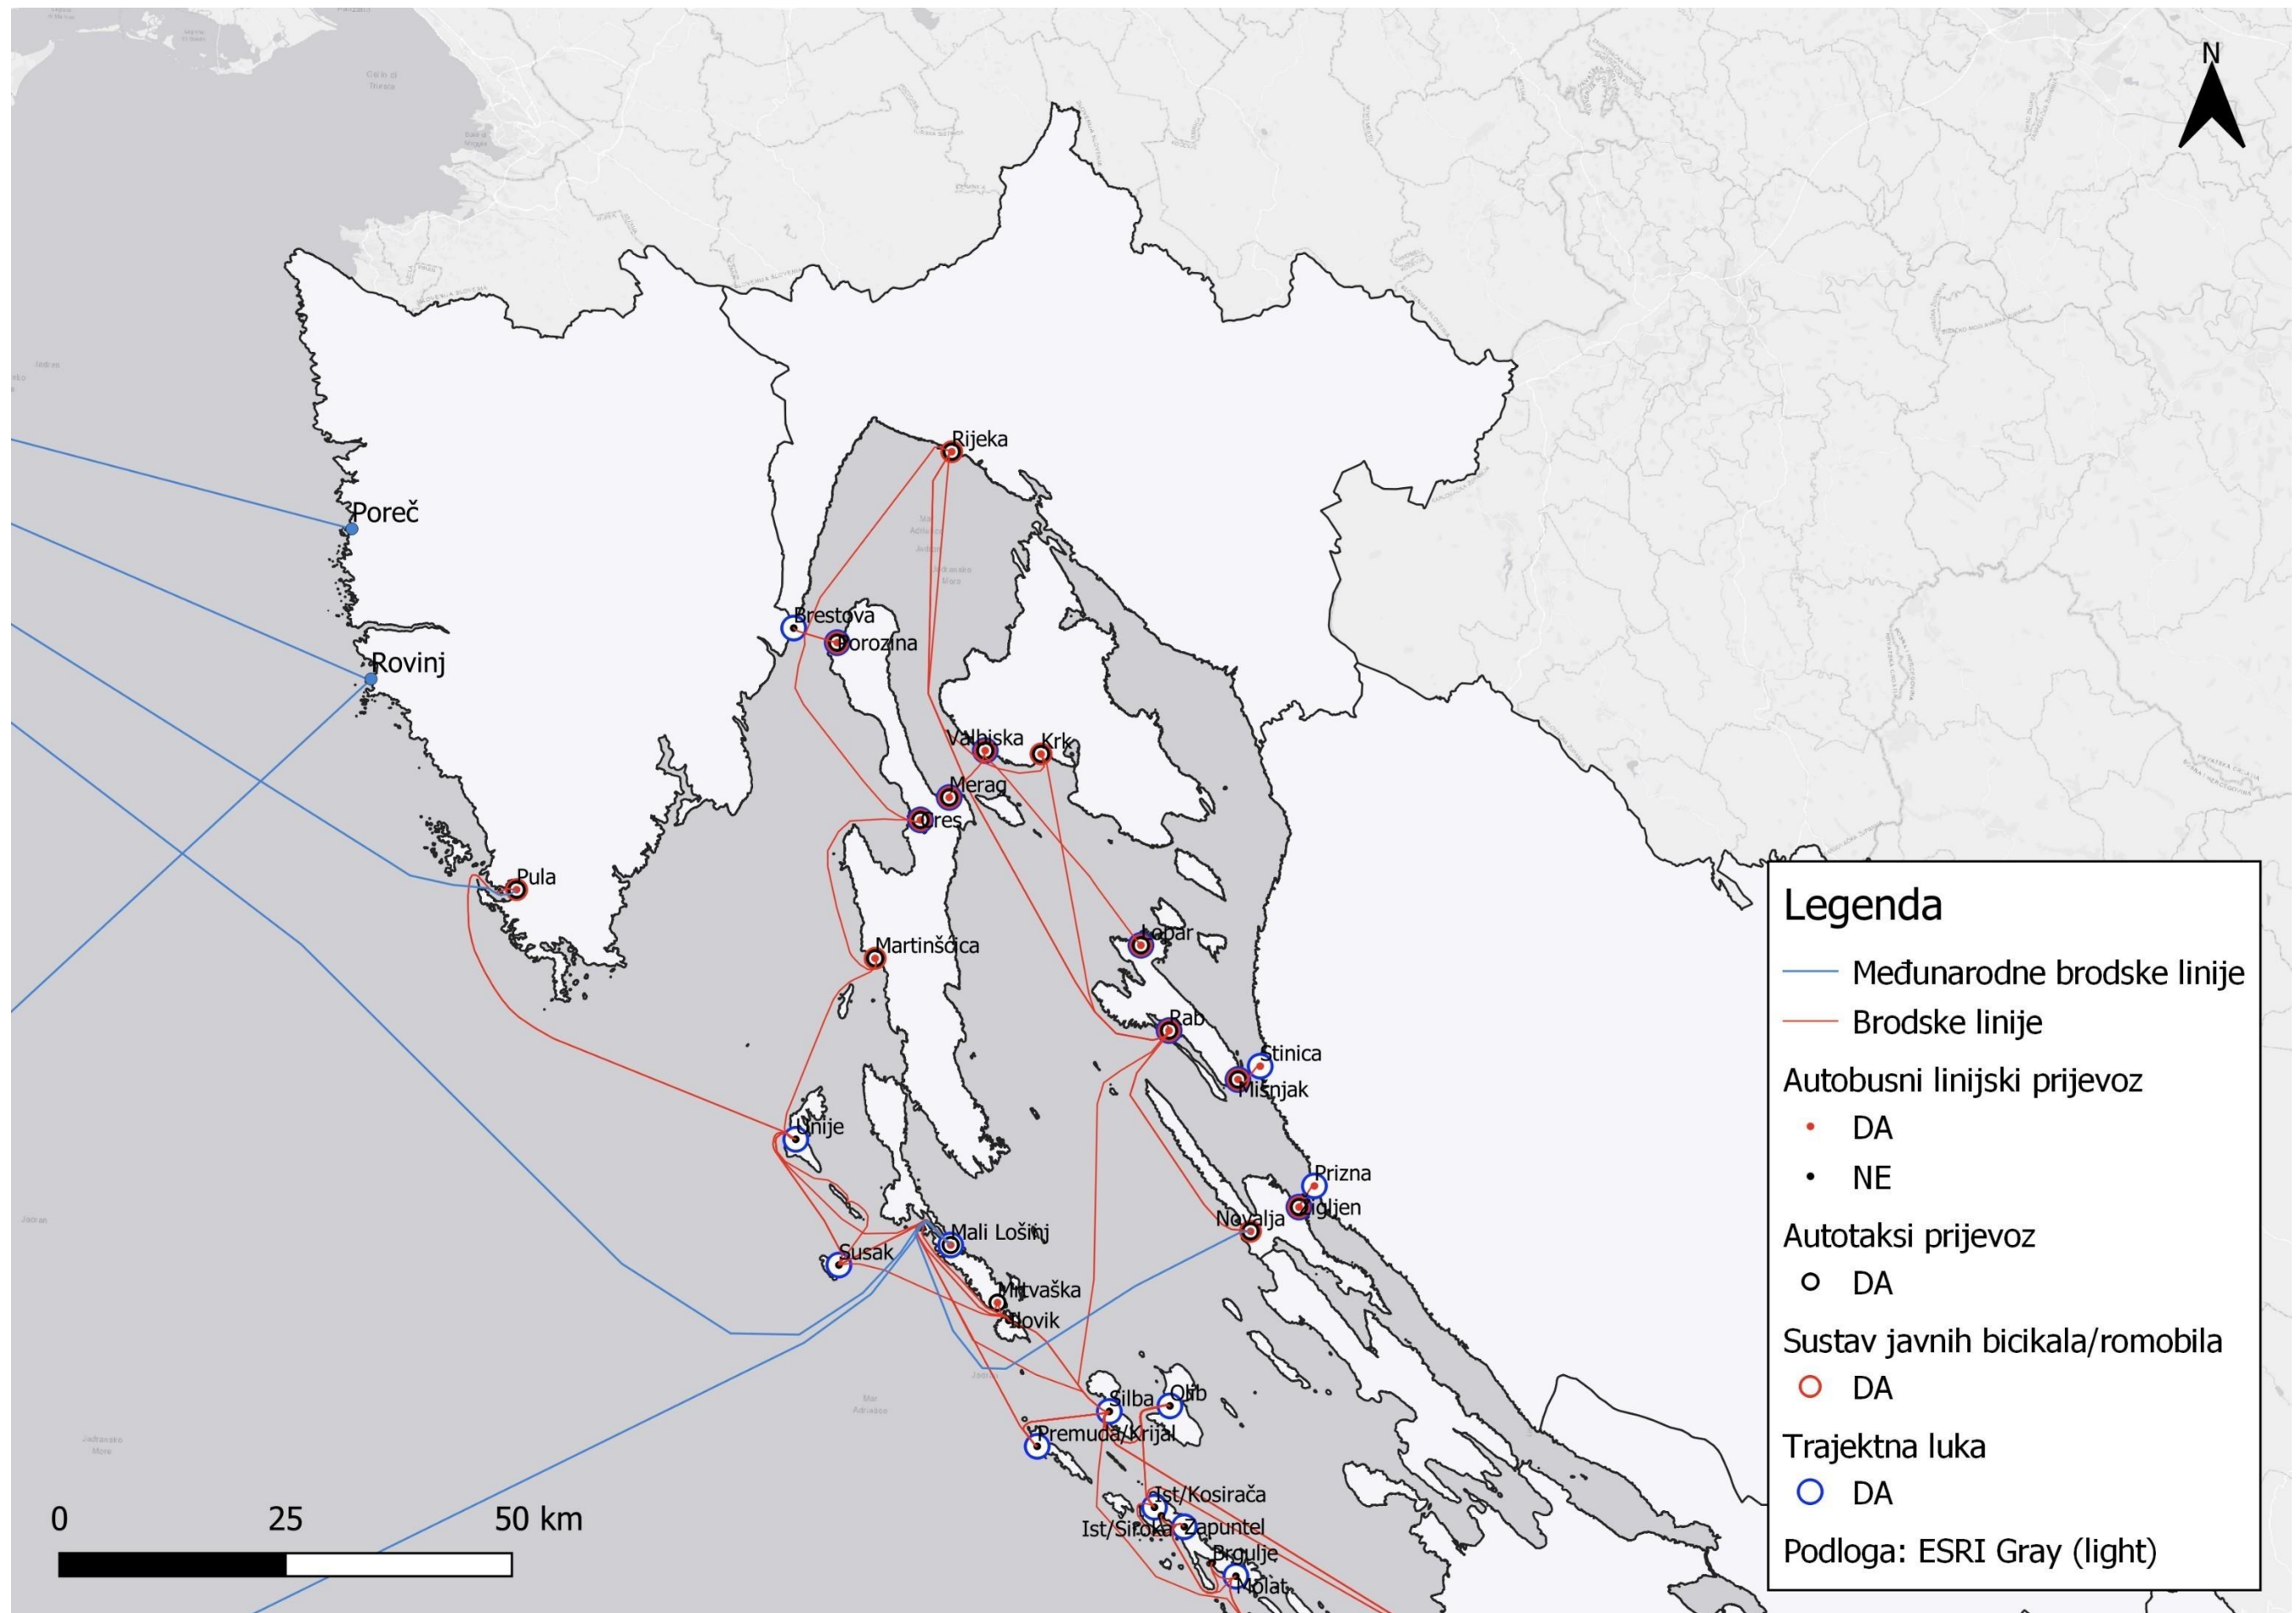 N
Rijeka
Poreč
Brestova
Porozina
Rovinj
Valbiska
Krk
Merag
Cres
Pula
Lopar
Martinšćica
Rab
Stinica
Mišnjak
Unije
Prizna
Žigljen
Novalja
Mali Lošinj
Susak
Mrtvaška
Ilovik
Silba
Olib
Premuda/Krijal
Ist/Kosirača
Ist/Široka
Zapuntel
Brgulje
Molat
0 25 50 km
Legenda
Međunarodne brodske linije
Brodske linije
Autobusni linijski prijevoz
DA
NE
Autotaksi prijevoz
DA
Sustav javnih bicikala/romobila
DA
Trajektna luka
DA
Podloga: ESRI Gray (light)